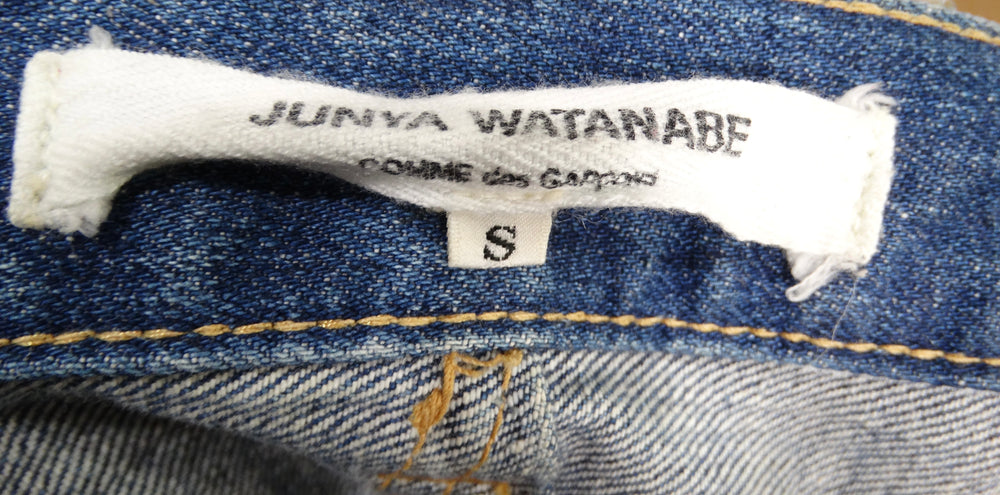 JUNYA WATANABE
COMME des GARÇONS
S